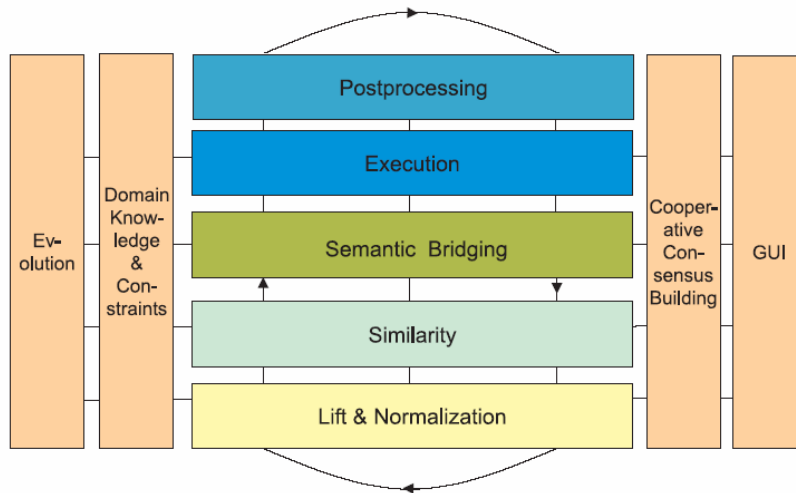 Postprocessing
Execution
Semantic Bridging
Similarity
Lift & Normalization
Ev-
olution
Domain
Know-
ledge
&
Con-
straints
Cooper-
ative
Con-
sensus
Building
GUI